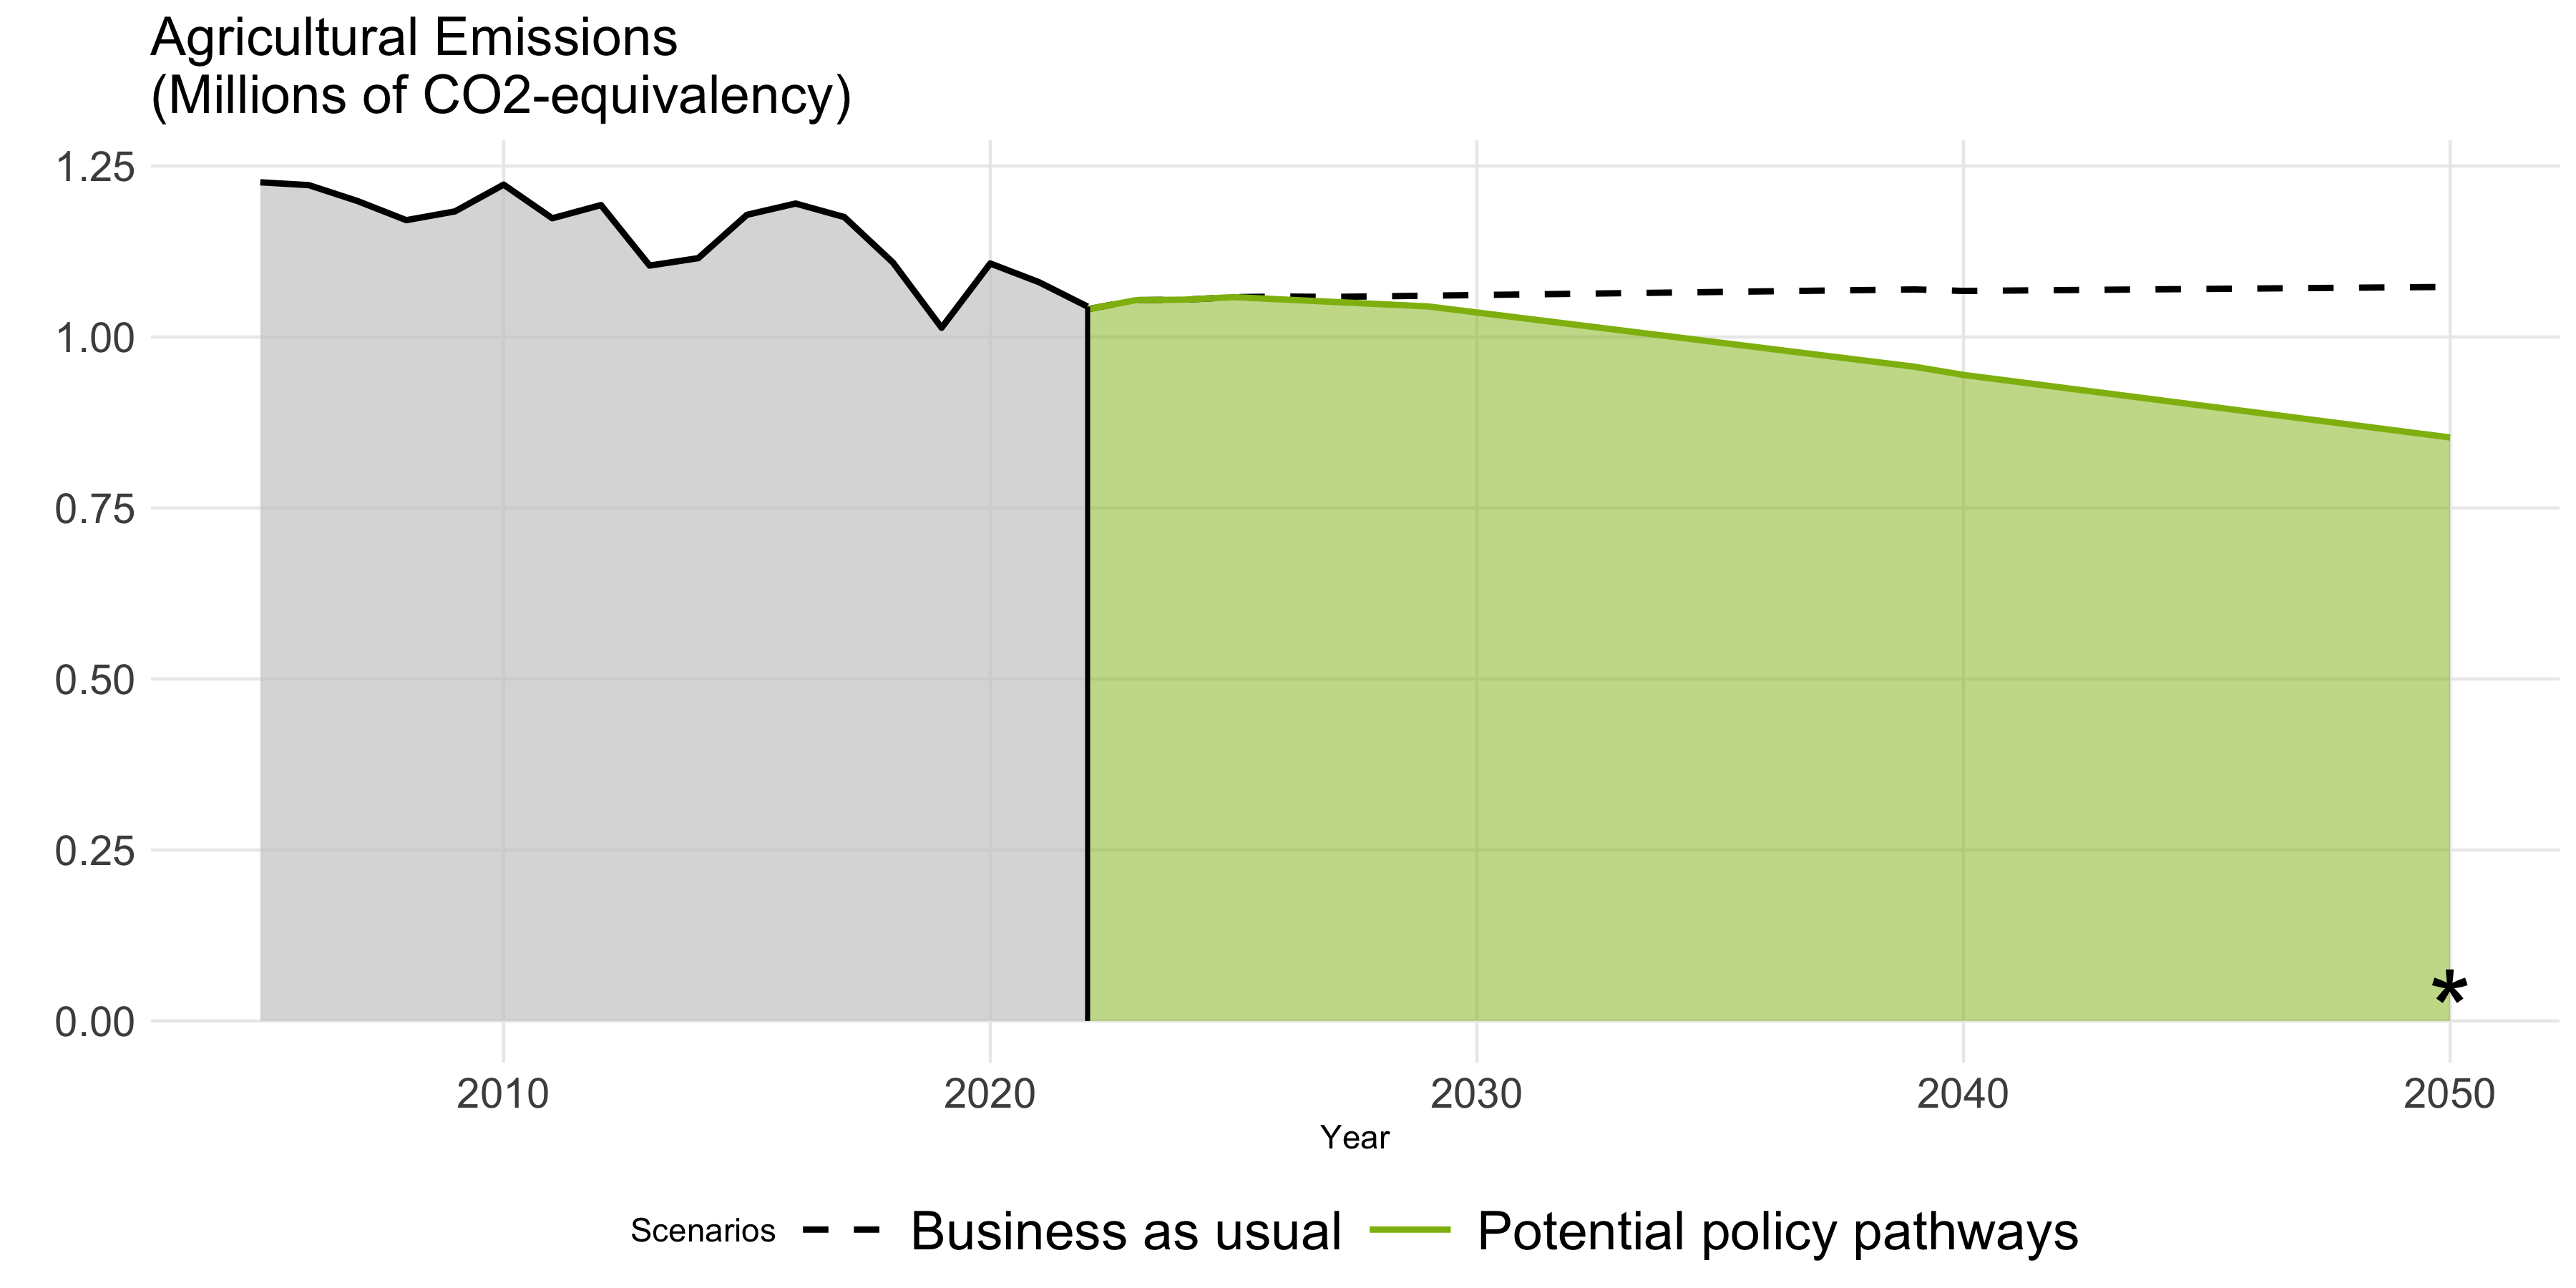 Agricultural Emissions
(Millions of CO2-equivalency)
1.25
1.00
0.75
0.50
0.25
0.00
*
2010 2020 2030 2040 2050
Year
Scenarios Business as usual Potential policy pathways